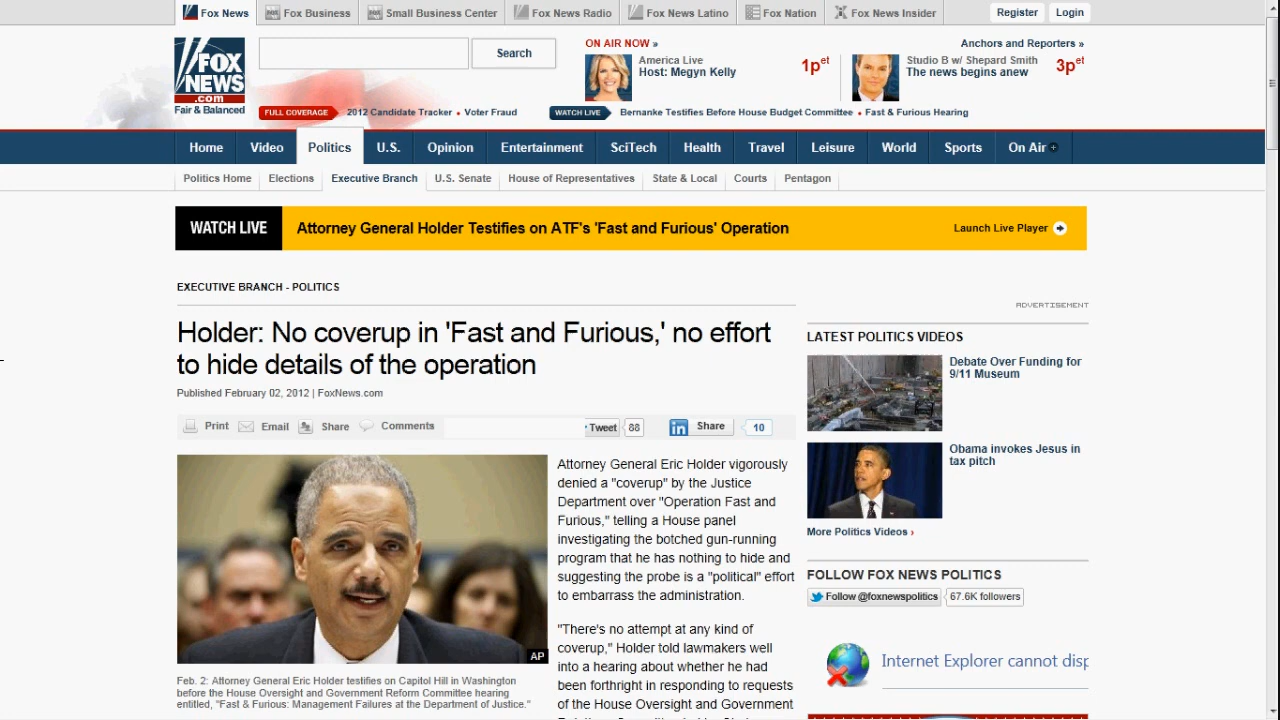 Fox News
Fox Business
Small Business Center
Fox News Radio
Fox News Latino
Fox Nation
Fox News Insider
Register
Login
FOX
NEWS
.com
Fair & Balanced
Search
ON AIR NOW »
Anchors and Reporters »
America Live
Host: Megyn Kelly
1pet
Studio B w/ Shepard Smith
The news begins anew
3pet
FULL COVERAGE
2012 Candidate Tracker • Voter Fraud
WATCH LIVE
Bernanke Testifies Before House Budget Committee • Fast & Furious Hearing
Home
Video
Politics
U.S.
Opinion
Entertainment
SciTech
Health
Travel
Leisure
World
Sports
On Air +
Politics Home
Elections
Executive Branch
U.S. Senate
House of Representatives
State & Local
Courts
Pentagon
WATCH LIVE
Attorney General Holder Testifies on ATF's 'Fast and Furious' Operation
Launch Live Player
EXECUTIVE BRANCH - POLITICS
Holder: No coverup in 'Fast and Furious,' no effort
to hide details of the operation
Published February 02, 2012 | FoxNews.com
Print
Email
Share
Comments
Tweet
88
in
Share
10
AP
Feb. 2: Attorney General Eric Holder testifies on Capitol Hill in Washington
before the House Oversight and Government Reform Committee hearing
entitled, "Fast & Furious: Management Failures at the Department of Justice."
Attorney General Eric Holder vigorously
denied a "coverup" by the Justice
Department over "Operation Fast and
Furious," telling a House panel
investigating the botched gun-running
program that he has nothing to hide and
suggesting the probe is a "political" effort
to embarrass the administration.
"There's no attempt at any kind of
coverup," Holder told lawmakers well
into a hearing about whether he had
been forthright in responding to requests
of the House Oversight and Government
ADVERTISEMENT
LATEST POLITICS VIDEOS
Debate Over Funding for
9/11 Museum
Obama invokes Jesus in
tax pitch
More Politics Videos ›
FOLLOW FOX NEWS POLITICS
Follow @foxnewspolitics
67.6K followers
Internet Explorer cannot disp